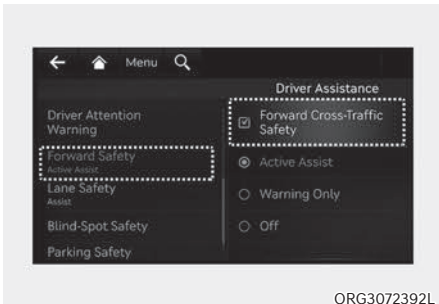 Menu
Driver Assistance
Driver Attention
Warning
Forward Safety
Active Assist
Lane Safety
Assist
Blind-Spot Safety
Parking Safety
Forward Cross-Traffic
Safety
Active Assist
Warning Only
Off
ORG3072392L